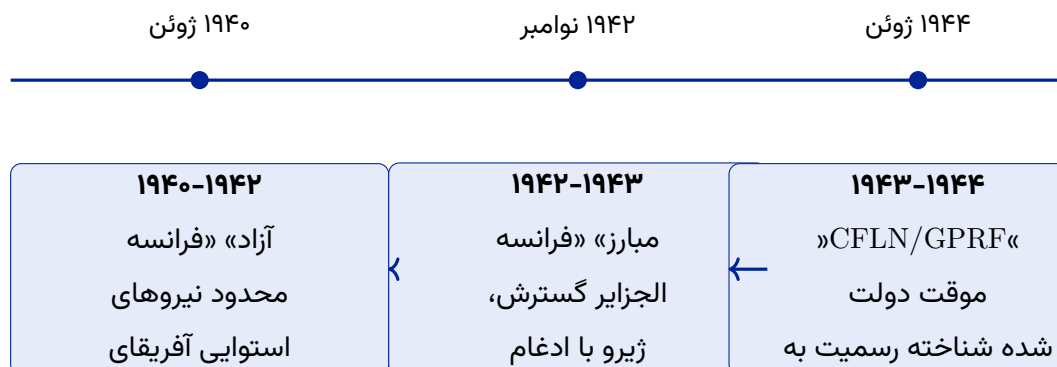 ۱۹۴۰ ژوئن
۱۹۴۲ نوامبر
۱۹۴۴ ژوئن
۱۹۴۰-۱۹۴۲
آزاد» «فرانسه
محدود نیروهای
استوایی آفریقای
۱۹۴۲-۱۹۴۳
مبارز» «فرانسه
الجزایر گسترش،
ژیرو با ادغام
۱۹۴۳-۱۹۴۴
«CFLN/GPRF»
موقت دولت
شده شناخته رسمیت به